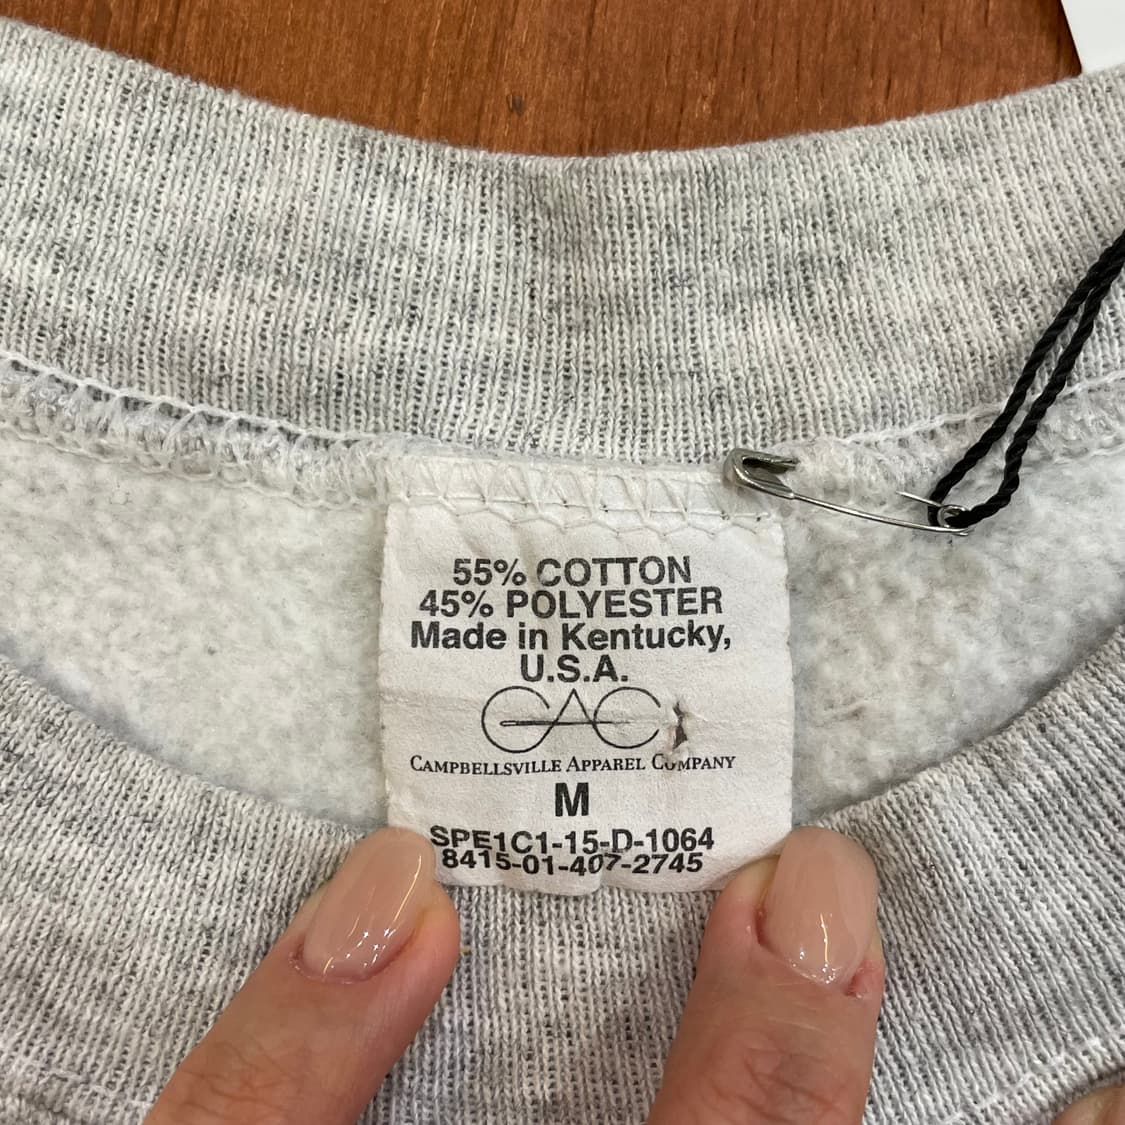 55% COTTON
45% POLYESTER
Made in Kentucky,
U.S.A.
CAC
CAMPBELLSVILLE APPAREL COMPANY
M
SPE1C1-15-D-1064
8415-01-407-2745